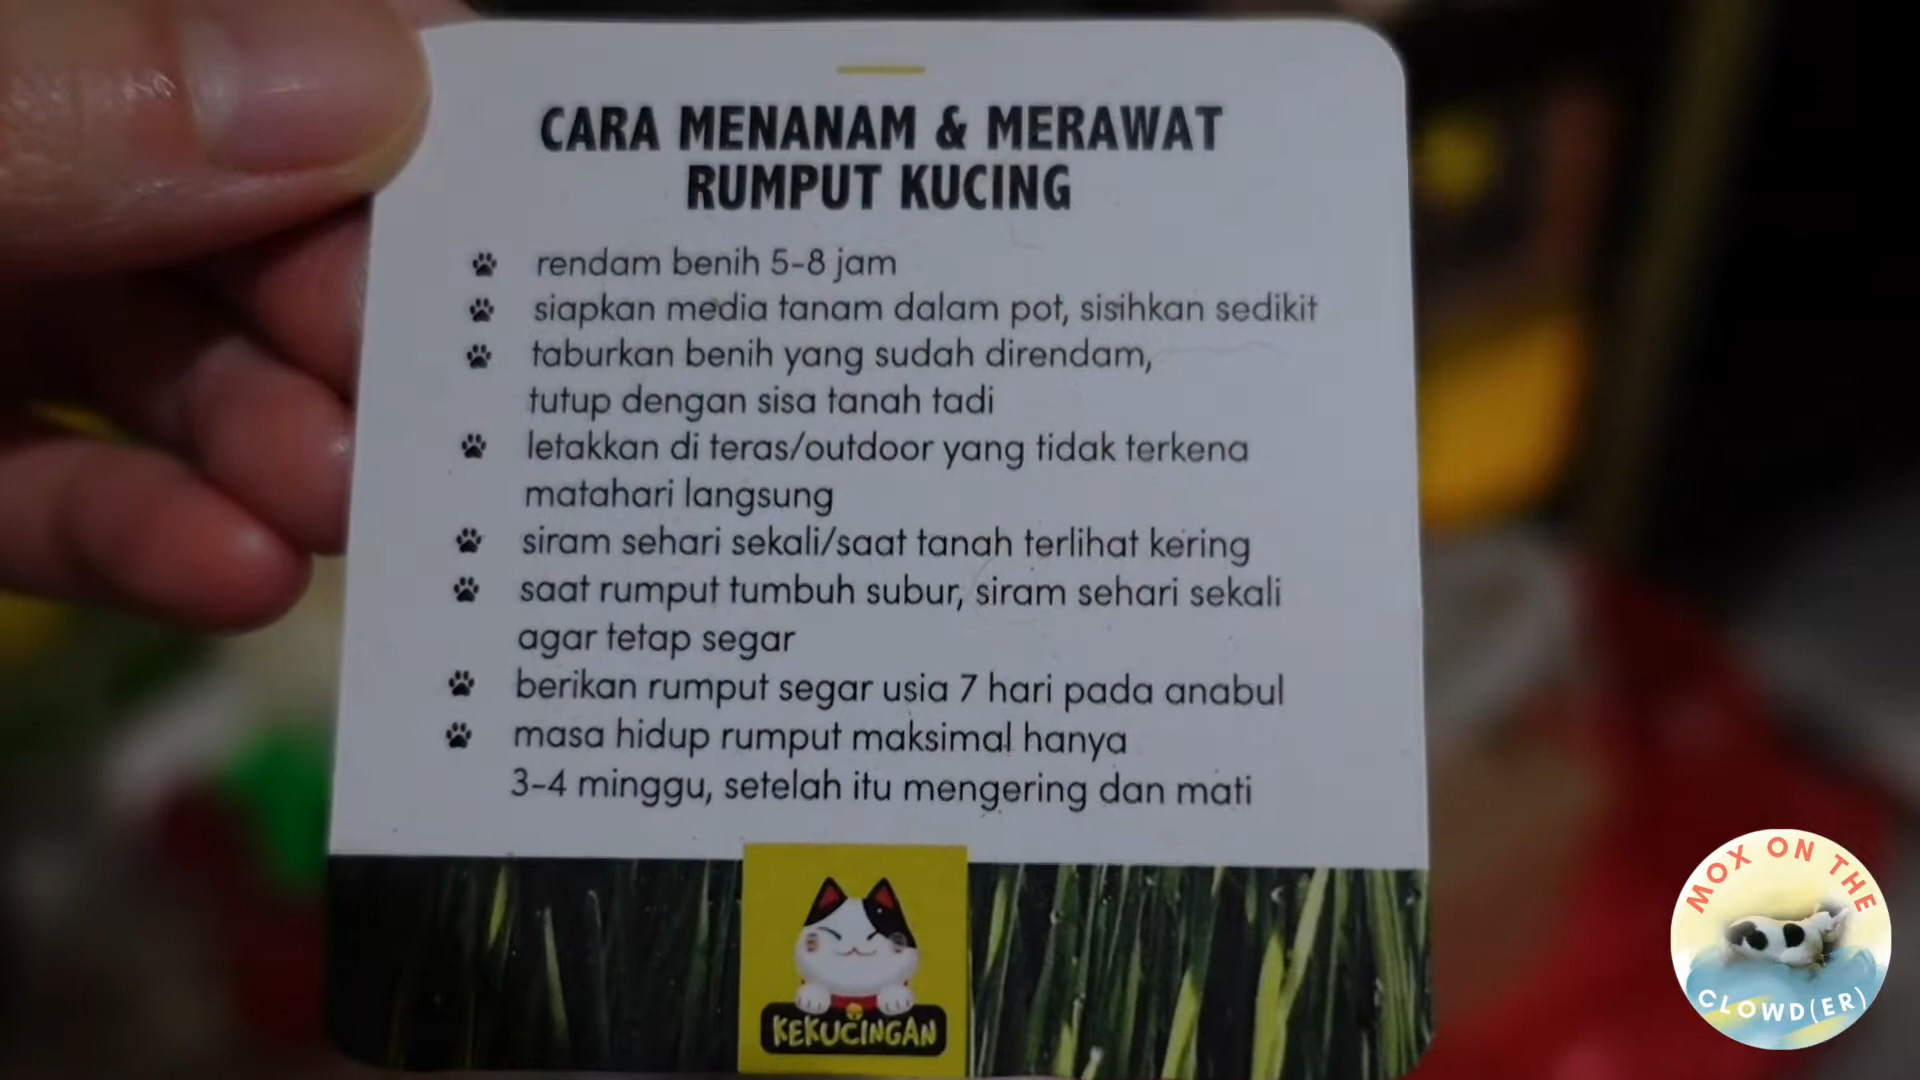 CARA MENANAM & MERAWAT
RUMPUT KUCING
rendam benih 5-8 jam
siapkan media tanam dalam pot, sisihkan sedikit
taburkan benih yang sudah direndam,
tutup dengan sisa tanah tadi
letakkan di teras/outdoor yang tidak terkena
matahari langsung
siram sehari sekali/saat tanah terlihat kering
saat rumput tumbuh subur, siram sehari sekali
agar tetap segar
berikan rumput segar usia 7 hari pada anabul
masa hidup rumput maksimal hanya
3-4 minggu, setelah itu mengering dan mati
KEKUCINGAN
MOX ON THE
CLOWD(ER)